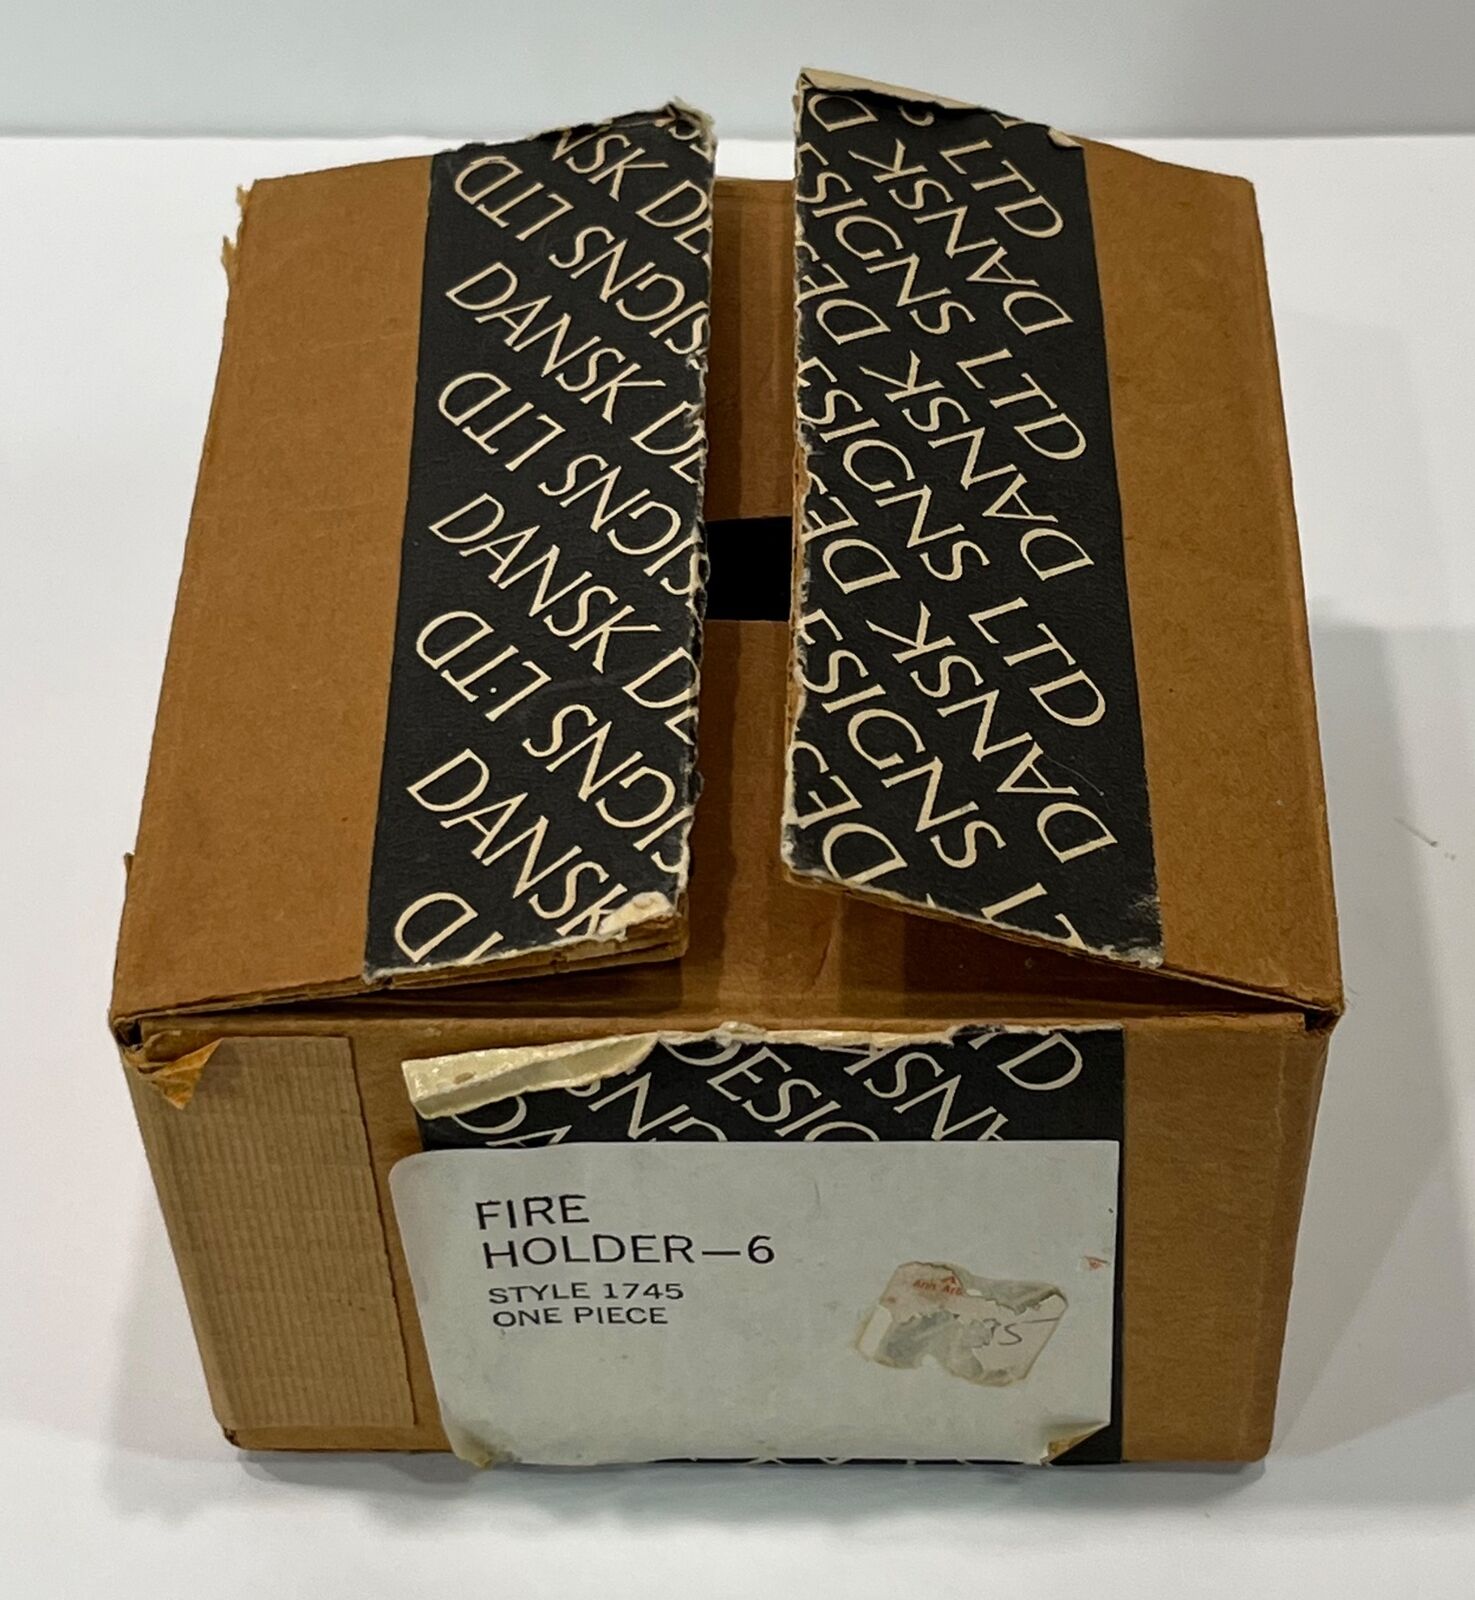 DANSK DESIGNS LTD
DANSK DESIGNS LTD
DANSK DESIGNS LTD
DANSK DESIGNS LTD
FIRE
HOLDER—6
STYLE 1745
ONE PIECE